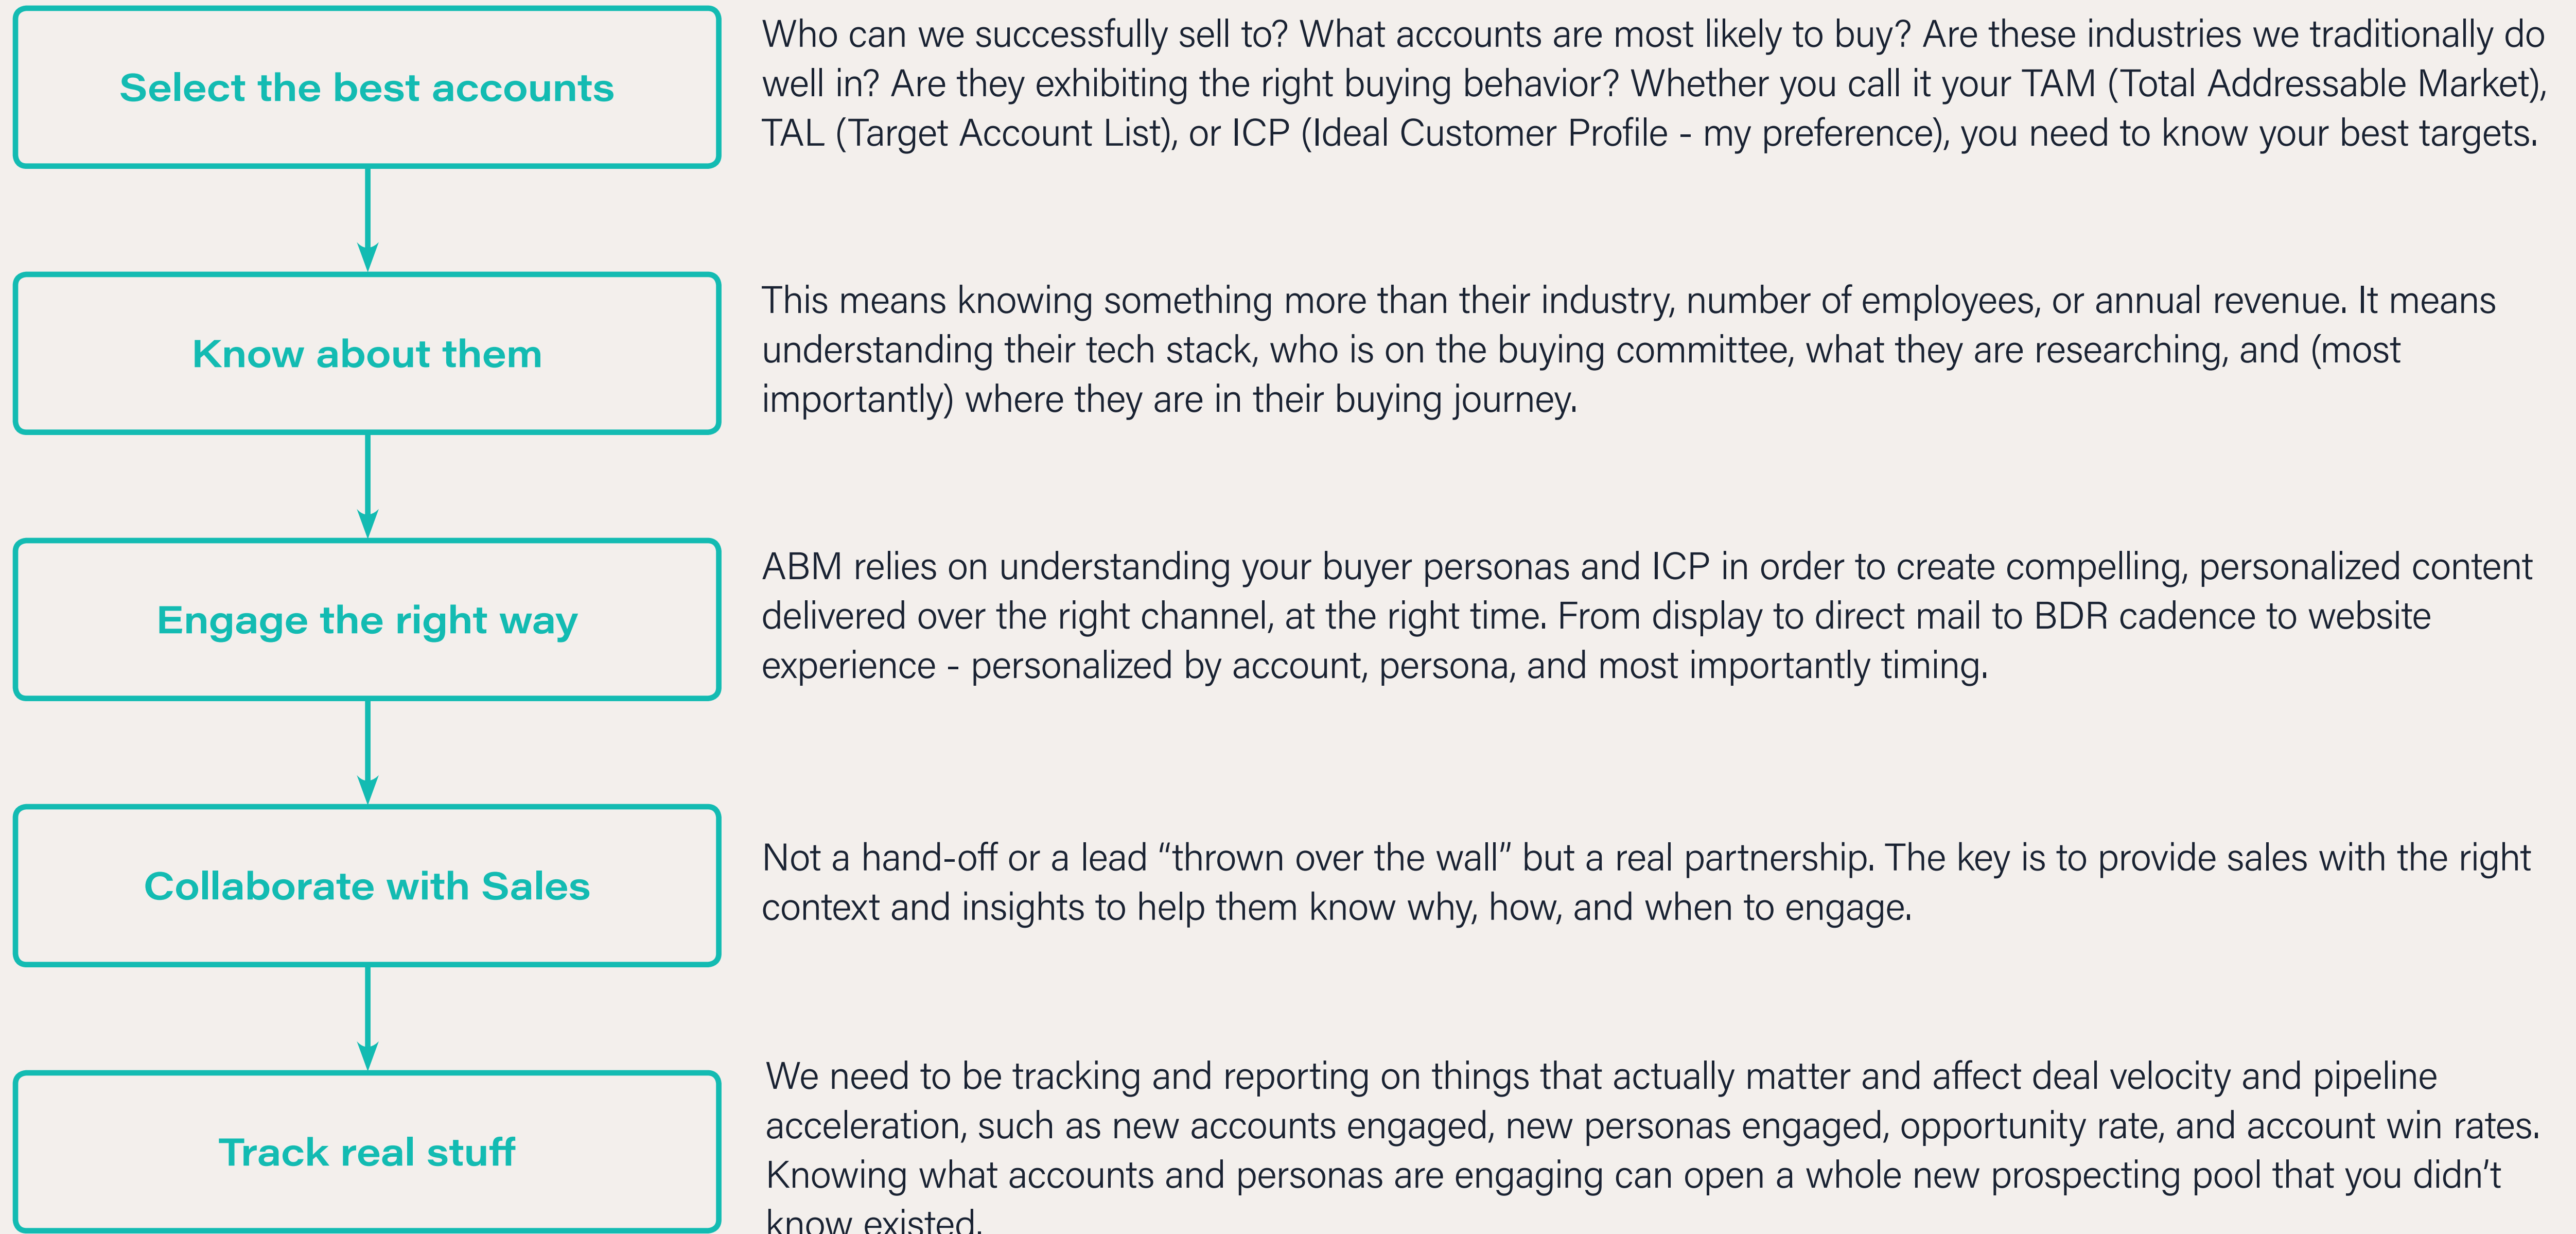 Select the best accounts
Who can we successfully sell to? What accounts are most likely to buy? Are these industries we traditionally do
well in? Are they exhibiting the right buying behavior? Whether you call it your TAM (Total Addressable Market),
TAL (Target Account List), or ICP (Ideal Customer Profile - my preference), you need to know your best targets.
Know about them
This means knowing something more than their industry, number of employees, or annual revenue. It means
understanding their tech stack, who is on the buying committee, what they are researching, and (most
importantly) where they are in their buying journey.
Engage the right way
ABM relies on understanding your buyer personas and ICP in order to create compelling, personalized content
delivered over the right channel, at the right time. From display to direct mail to BDR cadence to website
experience - personalized by account, persona, and most importantly timing.
Collaborate with Sales
Not a hand-off or a lead “thrown over the wall” but a real partnership. The key is to provide sales with the right
context and insights to help them know why, how, and when to engage.
Track real stuff
We need to be tracking and reporting on things that actually matter and affect deal velocity and pipeline
acceleration, such as new accounts engaged, new personas engaged, opportunity rate, and account win rates.
Knowing what accounts and personas are engaging can open a whole new prospecting pool that you didn’t
know existed.